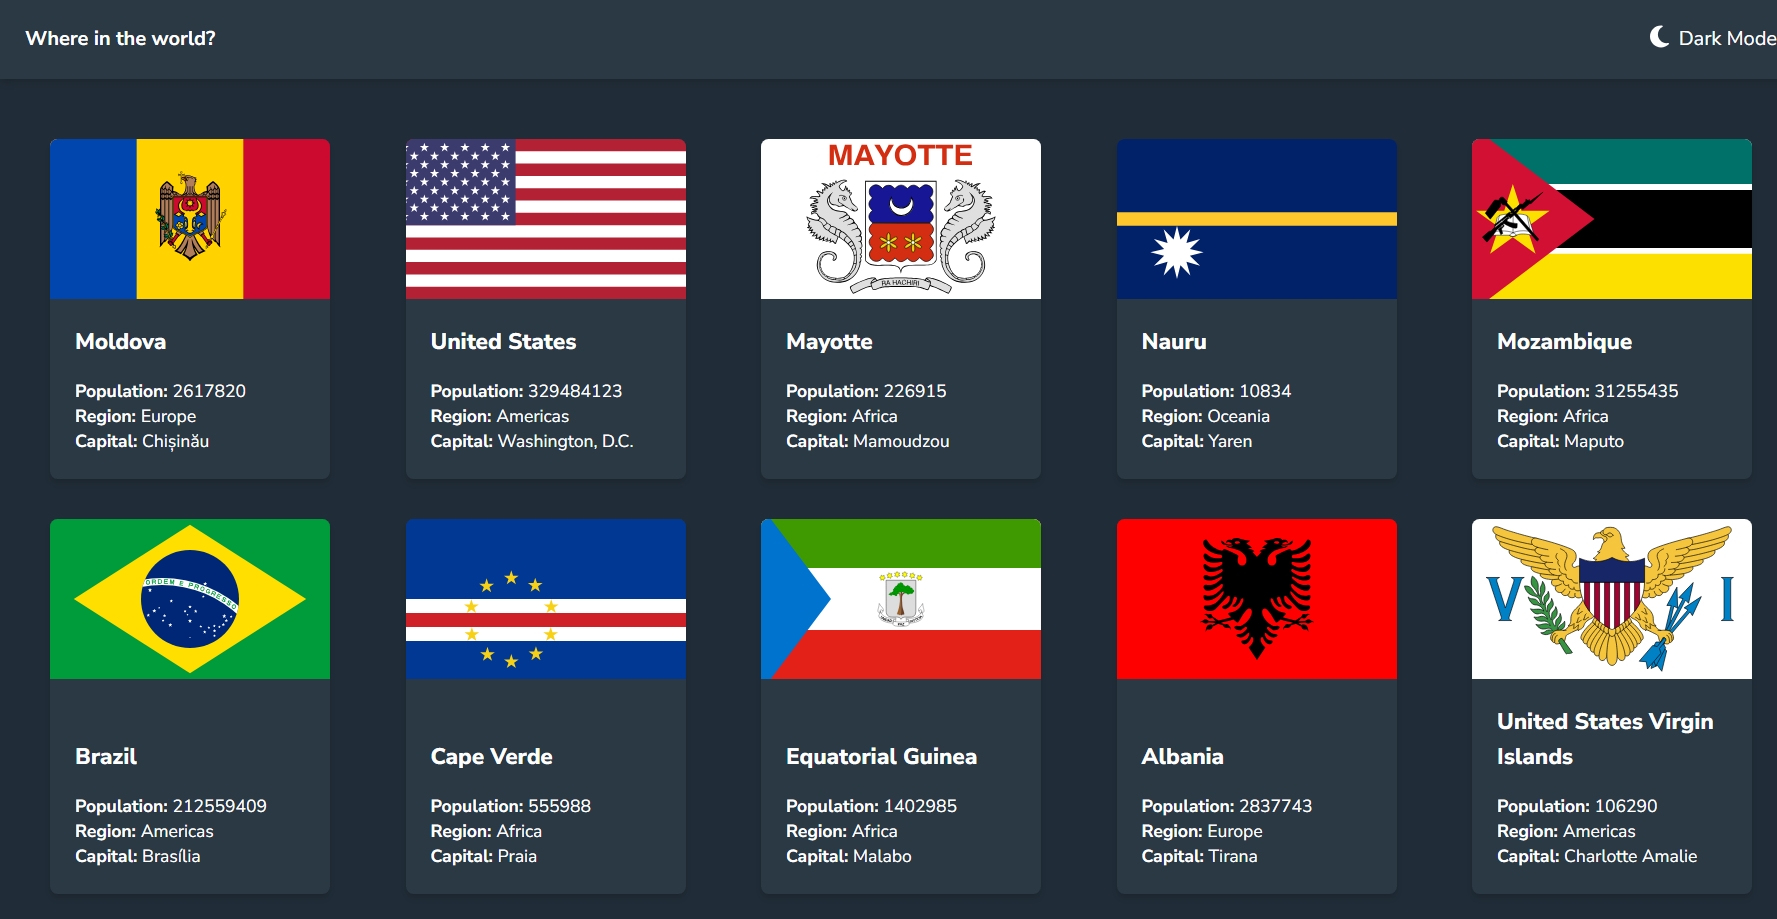 Where in the world?
Dark Mode
MAYOTTE
RA HACHIRI
Moldova
Population: 2617820
Region: Europe
Capital: Chișinău
United States
Population: 329484123
Region: Americas
Capital: Washington, D.C.
Mayotte
Population: 226915
Region: Africa
Capital: Mamoudzou
Nauru
Population: 10834
Region: Oceania
Capital: Yaren
Mozambique
Population: 31255435
Region: Africa
Capital: Maputo
ORDEM E PROGRESSO
Brazil
Population: 212559409
Region: Americas
Capital: Brasília
Cape Verde
Population: 555988
Region: Africa
Capital: Praia
Equatorial Guinea
Population: 1402985
Region: Africa
Capital: Malabo
Albania
Population: 2837743
Region: Europe
Capital: Tirana
V I
United States Virgin
Islands
Population: 106290
Region: Americas
Capital: Charlotte Amalie